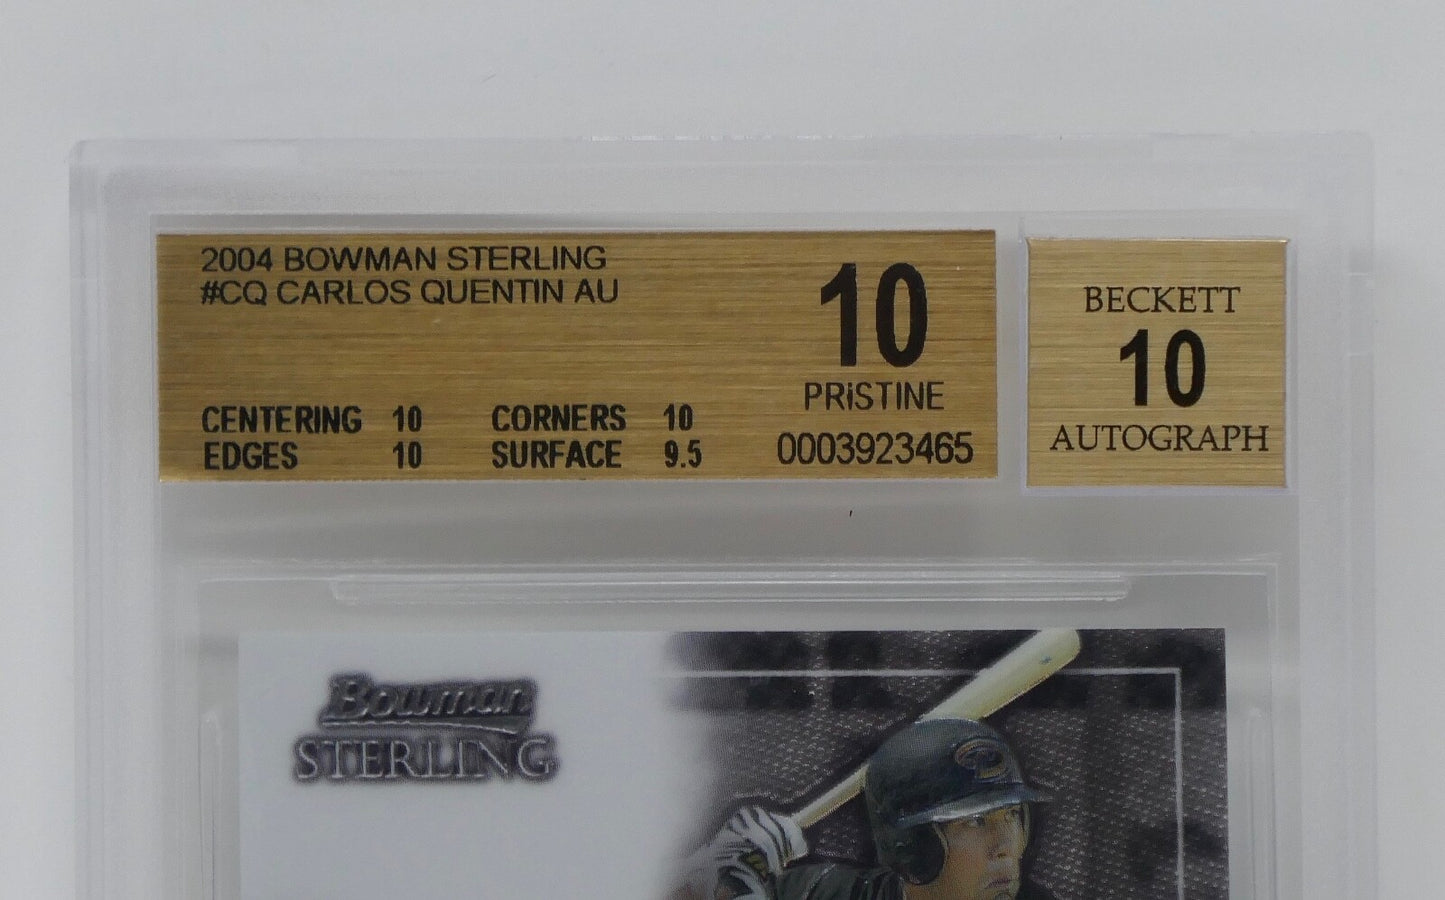 2004 BOWMAN STERLING
#CQ CARLOS QUENTIN AU
CENTERING 10 CORNERS 10
EDGES 10 SURFACE 9.5
10
PRISTINE
0003923465
BECKETT
10
AUTOGRAPH
Bowman
STERLING